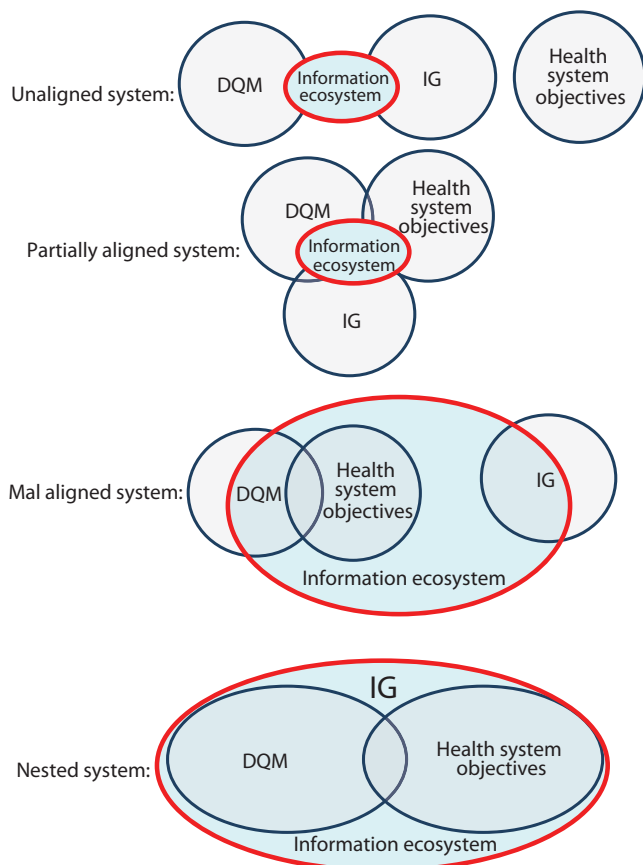 Unaligned system:
DQM
Information
ecosystem
IG
Health
system
objectives
Partially aligned system:
DQM
Health
system
objectives
Information
ecosystem
IG
Mal aligned system:
DQM
Health
system
objectives
IG
Information ecosystem
Nested system:
IG
DQM
Health system
objectives
Information ecosystem